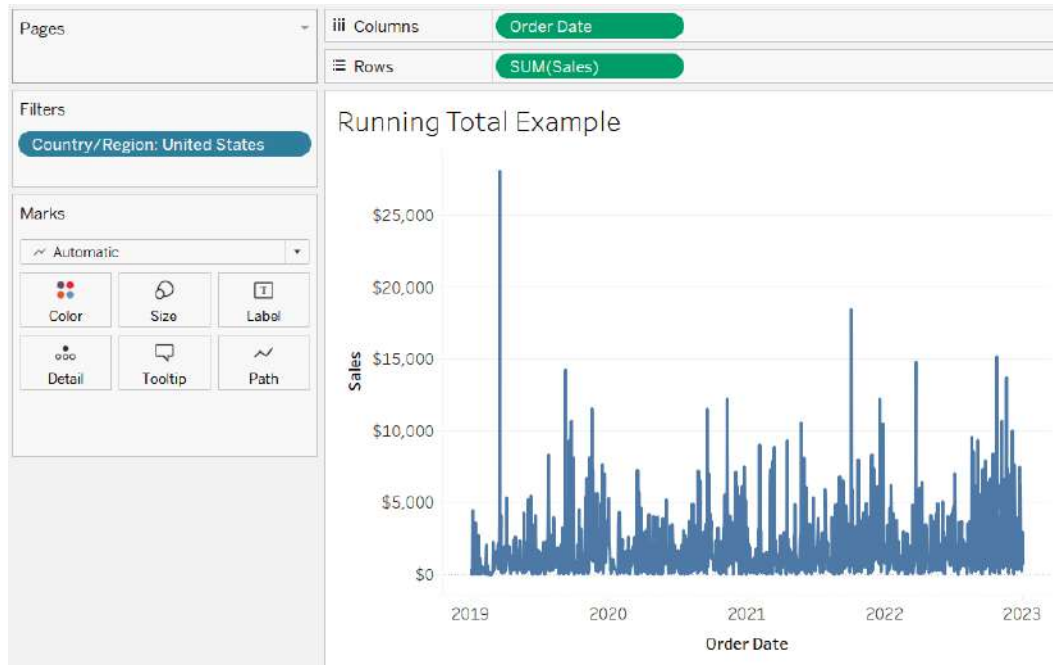 Pages
Columns
Order Date
Rows
SUM(Sales)
Filters
Country/Region: United States
Marks
Automatic
Color
Size
Label
Detail
Tooltip
Path
Running Total Example
$25,000
$20,000
$15,000
$10,000
$5,000
$0
Sales
2019
2020
2021
2022
2023
Order Date